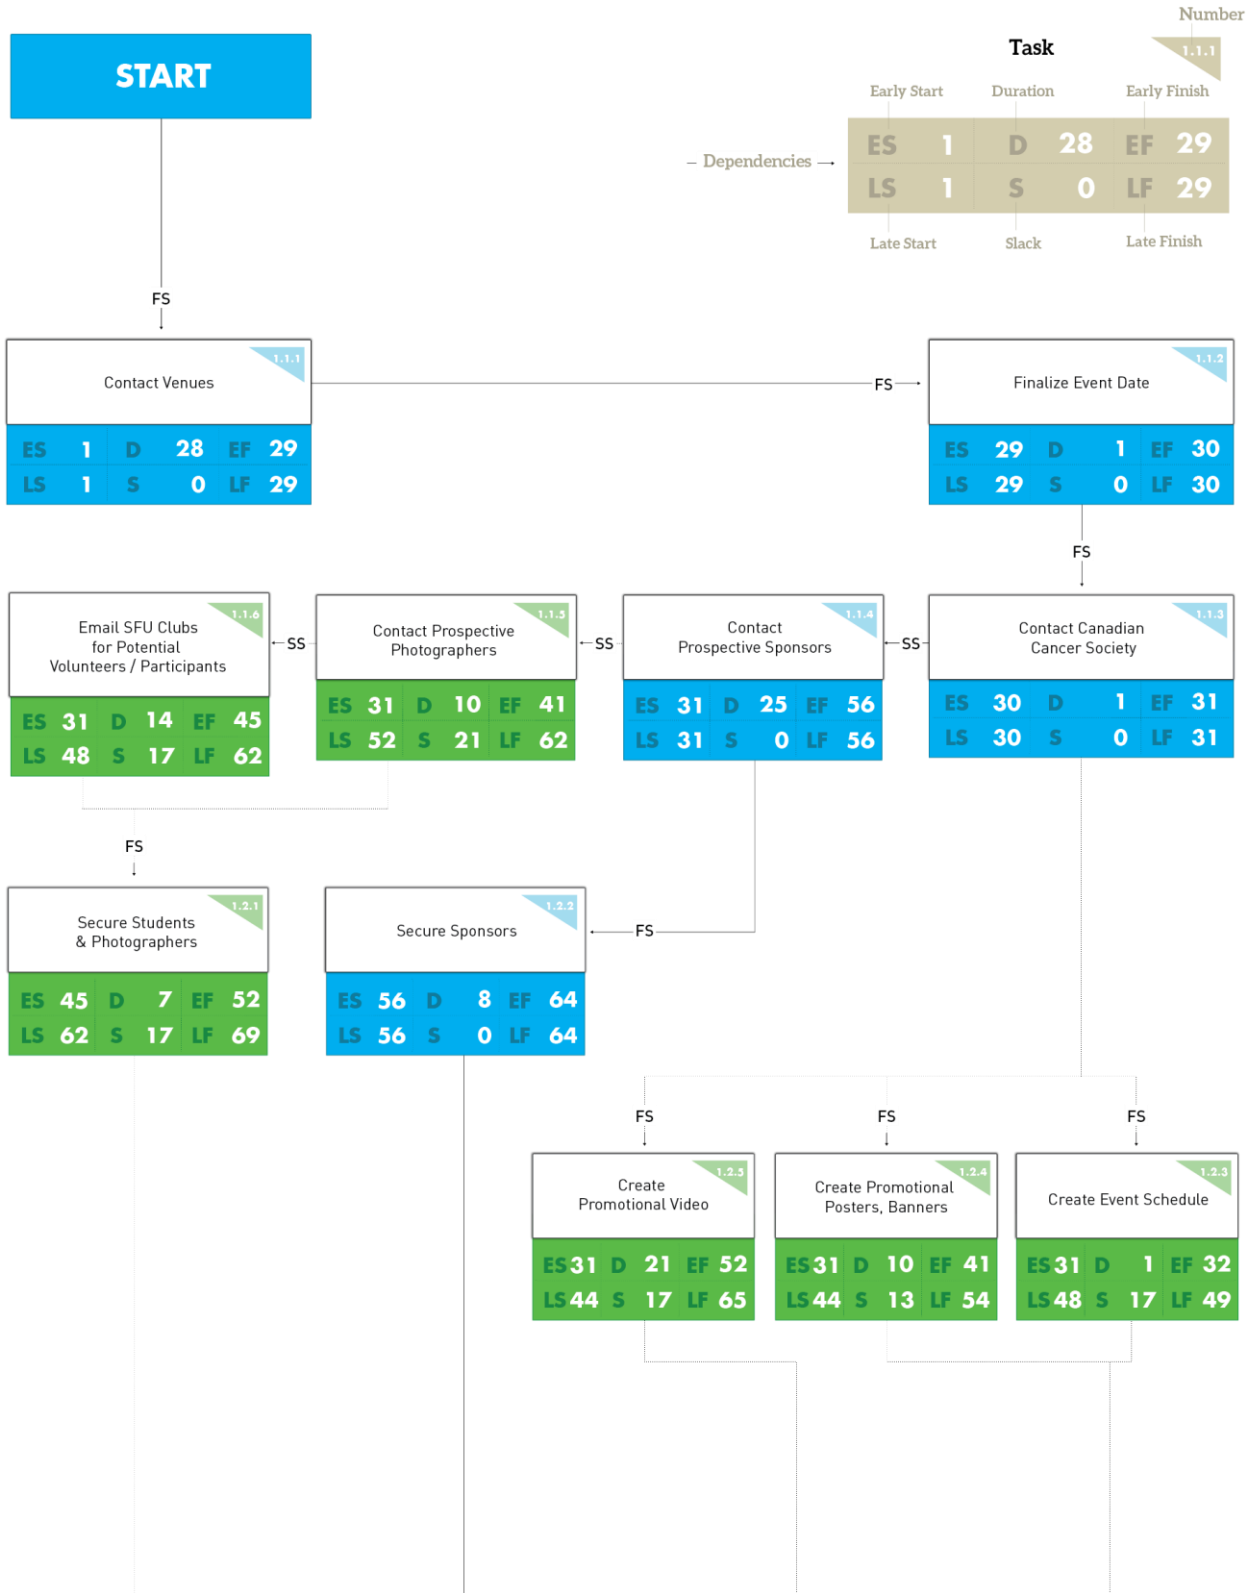 Number
START
Task
1.1.1
Early Start Duration Early Finish
ES 1 D 28 EF 29
Dependencies
LS 1 S 0 LF 29
Late Start Slack Late Finish
FS
1.1.1
Contact Venues
ES 1 D 28 EF 29
LS 1 S 0 LF 29
FS
1.1.2
Finalize Event Date
ES 29 D 1 EF 30
LS 29 S 0 LF 30
FS
1.1.6
Email SFU Clubs
for Potential
Volunteers / Participants
ES 31 D 14 EF 45
LS 48 S 17 LF 62
SS
1.1.5
Contact Prospective
Photographers
ES 31 D 10 EF 41
LS 52 S 21 LF 62
SS
1.1.4
Contact
Prospective Sponsors
ES 31 D 25 EF 56
LS 31 S 0 LF 56
SS
1.1.3
Contact Canadian
Cancer Society
ES 30 D 1 EF 31
LS 30 S 0 LF 31
FS
1.2.1
Secure Students
& Photographers
ES 45 D 7 EF 52
LS 62 S 17 LF 69
1.2.2
Secure Sponsors
ES 56 D 8 EF 64
LS 56 S 0 LF 64
FS
FS
FS
FS
1.2.5
Create
Promotional Video
ES 31 D 21 EF 52
LS 44 S 17 LF 65
1.2.4
Create Promotional
Posters, Banners
ES 31 D 10 EF 41
LS 44 S 13 LF 54
1.2.3
Create Event Schedule
ES 31 D 1 EF 32
LS 48 S 17 LF 49